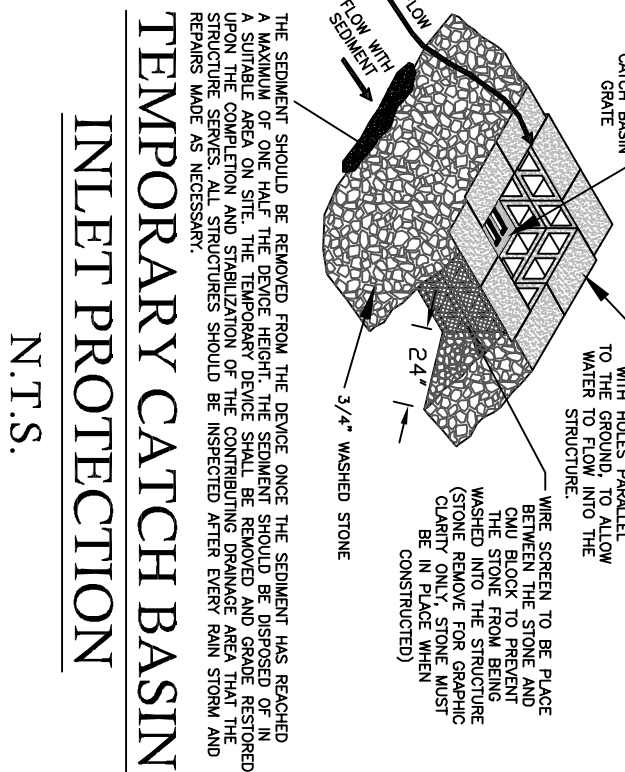 CATCH BASIN
GRATE
LOW
FLOW WITH
SEDIMENT
WITH HOLES PARALLEL
TO THE GROUND, TO ALLOW
WATER TO FLOW INTO THE
STRUCTURE.
WIRE SCREEN TO BE PLACE
BETWEEN THE STONE AND
CMU BLOCK TO PREVENT
THE STONE FROM BEING
WASHED INTO THE STRUCTURE
(STONE REMOVE FOR GRAPHIC
CLARITY ONLY, STONE MUST
BE IN PLACE WHEN
CONSTRUCTED)
24"
3/4" WASHED STONE
THE SEDIMENT SHOULD BE REMOVED FROM THE DEVICE ONCE THE SEDIMENT HAS REACHED
A MAXIMUM OF ONE HALF THE DEVICE HEIGHT. THE SEDIMENT SHOULD BE DISPOSED OF IN
A SUITABLE AREA ON SITE. THE TEMPORARY DEVICE SHALL BE REMOVED AND GRADE RESTORED
UPON THE COMPLETION AND STABILIZATION OF THE CONTRIBUTING DRAINAGE AREA THAT THE
STRUCTURE SERVES. ALL STRUCTURES SHOULD BE INSPECTED AFTER EVERY RAIN STORM AND
REPAIRS MADE AS NECESSARY.
TEMPORARY CATCH BASIN
INLET PROTECTION
N.T.S.